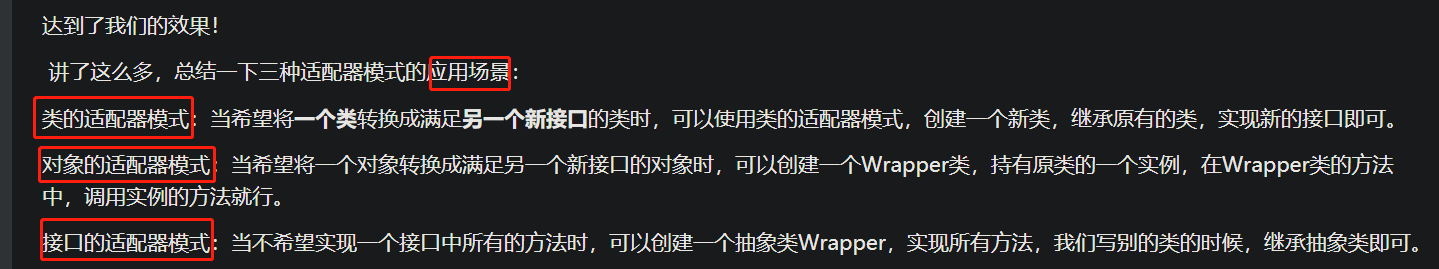 达到了我们的效果！
讲了这么多，总结一下三种适配器模式的应用场景：
类的适配器模式：当希望将一个类转换成满足另一个新接口的类时，可以使用类的适配器模式，创建一个新类，继承原有的类，实现新的接口即可。
对象的适配器模式：当希望将一个对象转换成满足另一个新接口的对象时，可以创建一个Wrapper类，持有原类的一个实例，在Wrapper类的方法
中，调用实例的方法就行。
接口的适配器模式：当不希望实现一个接口中所有的方法时，可以创建一个抽象类Wrapper，实现所有方法，我们写别的类的时候，继承抽象类即可。